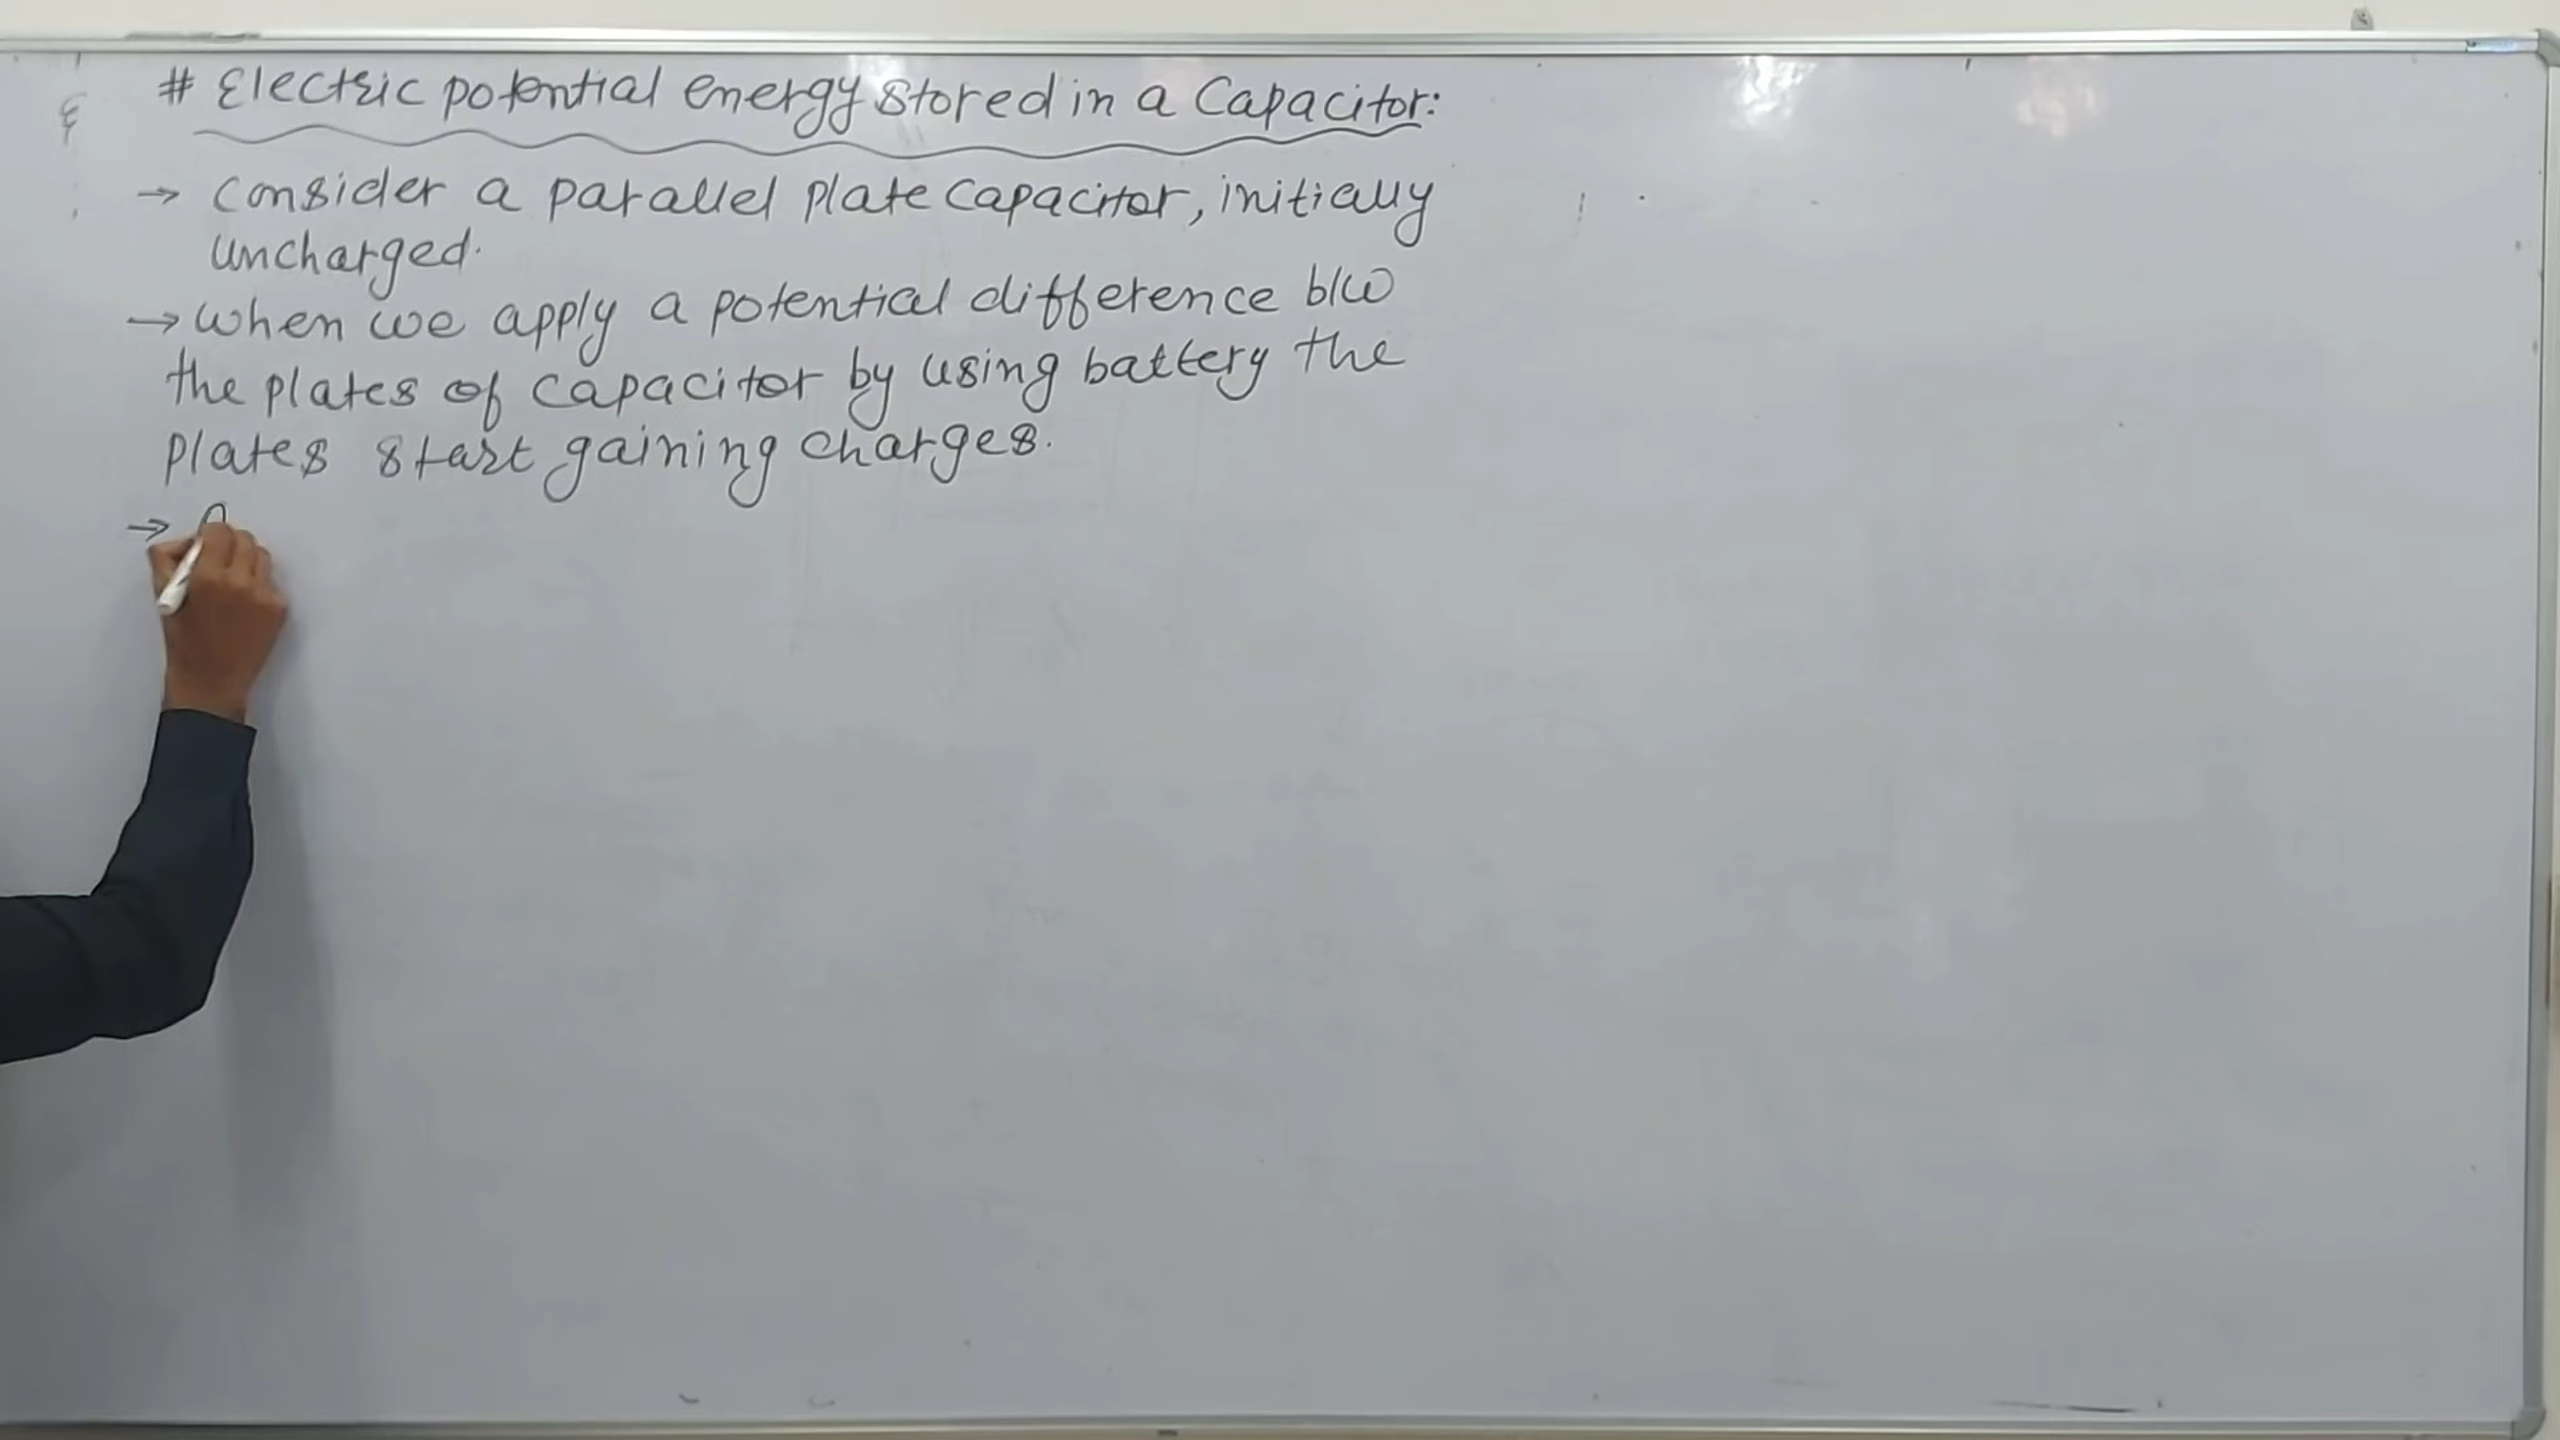 # Electric potential energy stored in a Capacitor:
→ Consider a parallel plate capacitor, initially
uncharged.
→ When we apply a potential difference b/w
the plates of capacitor by using battery the
plates start gaining charges.
→